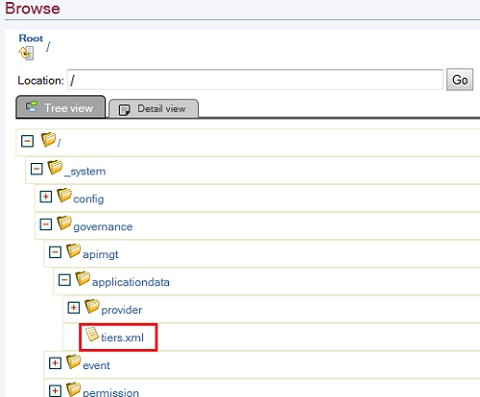 Browse
Root
/
Location: / Go
Tree view Detail view
/
_system
config
governance
apimgt
applicationdata
provider
tiers.xml
event
permission